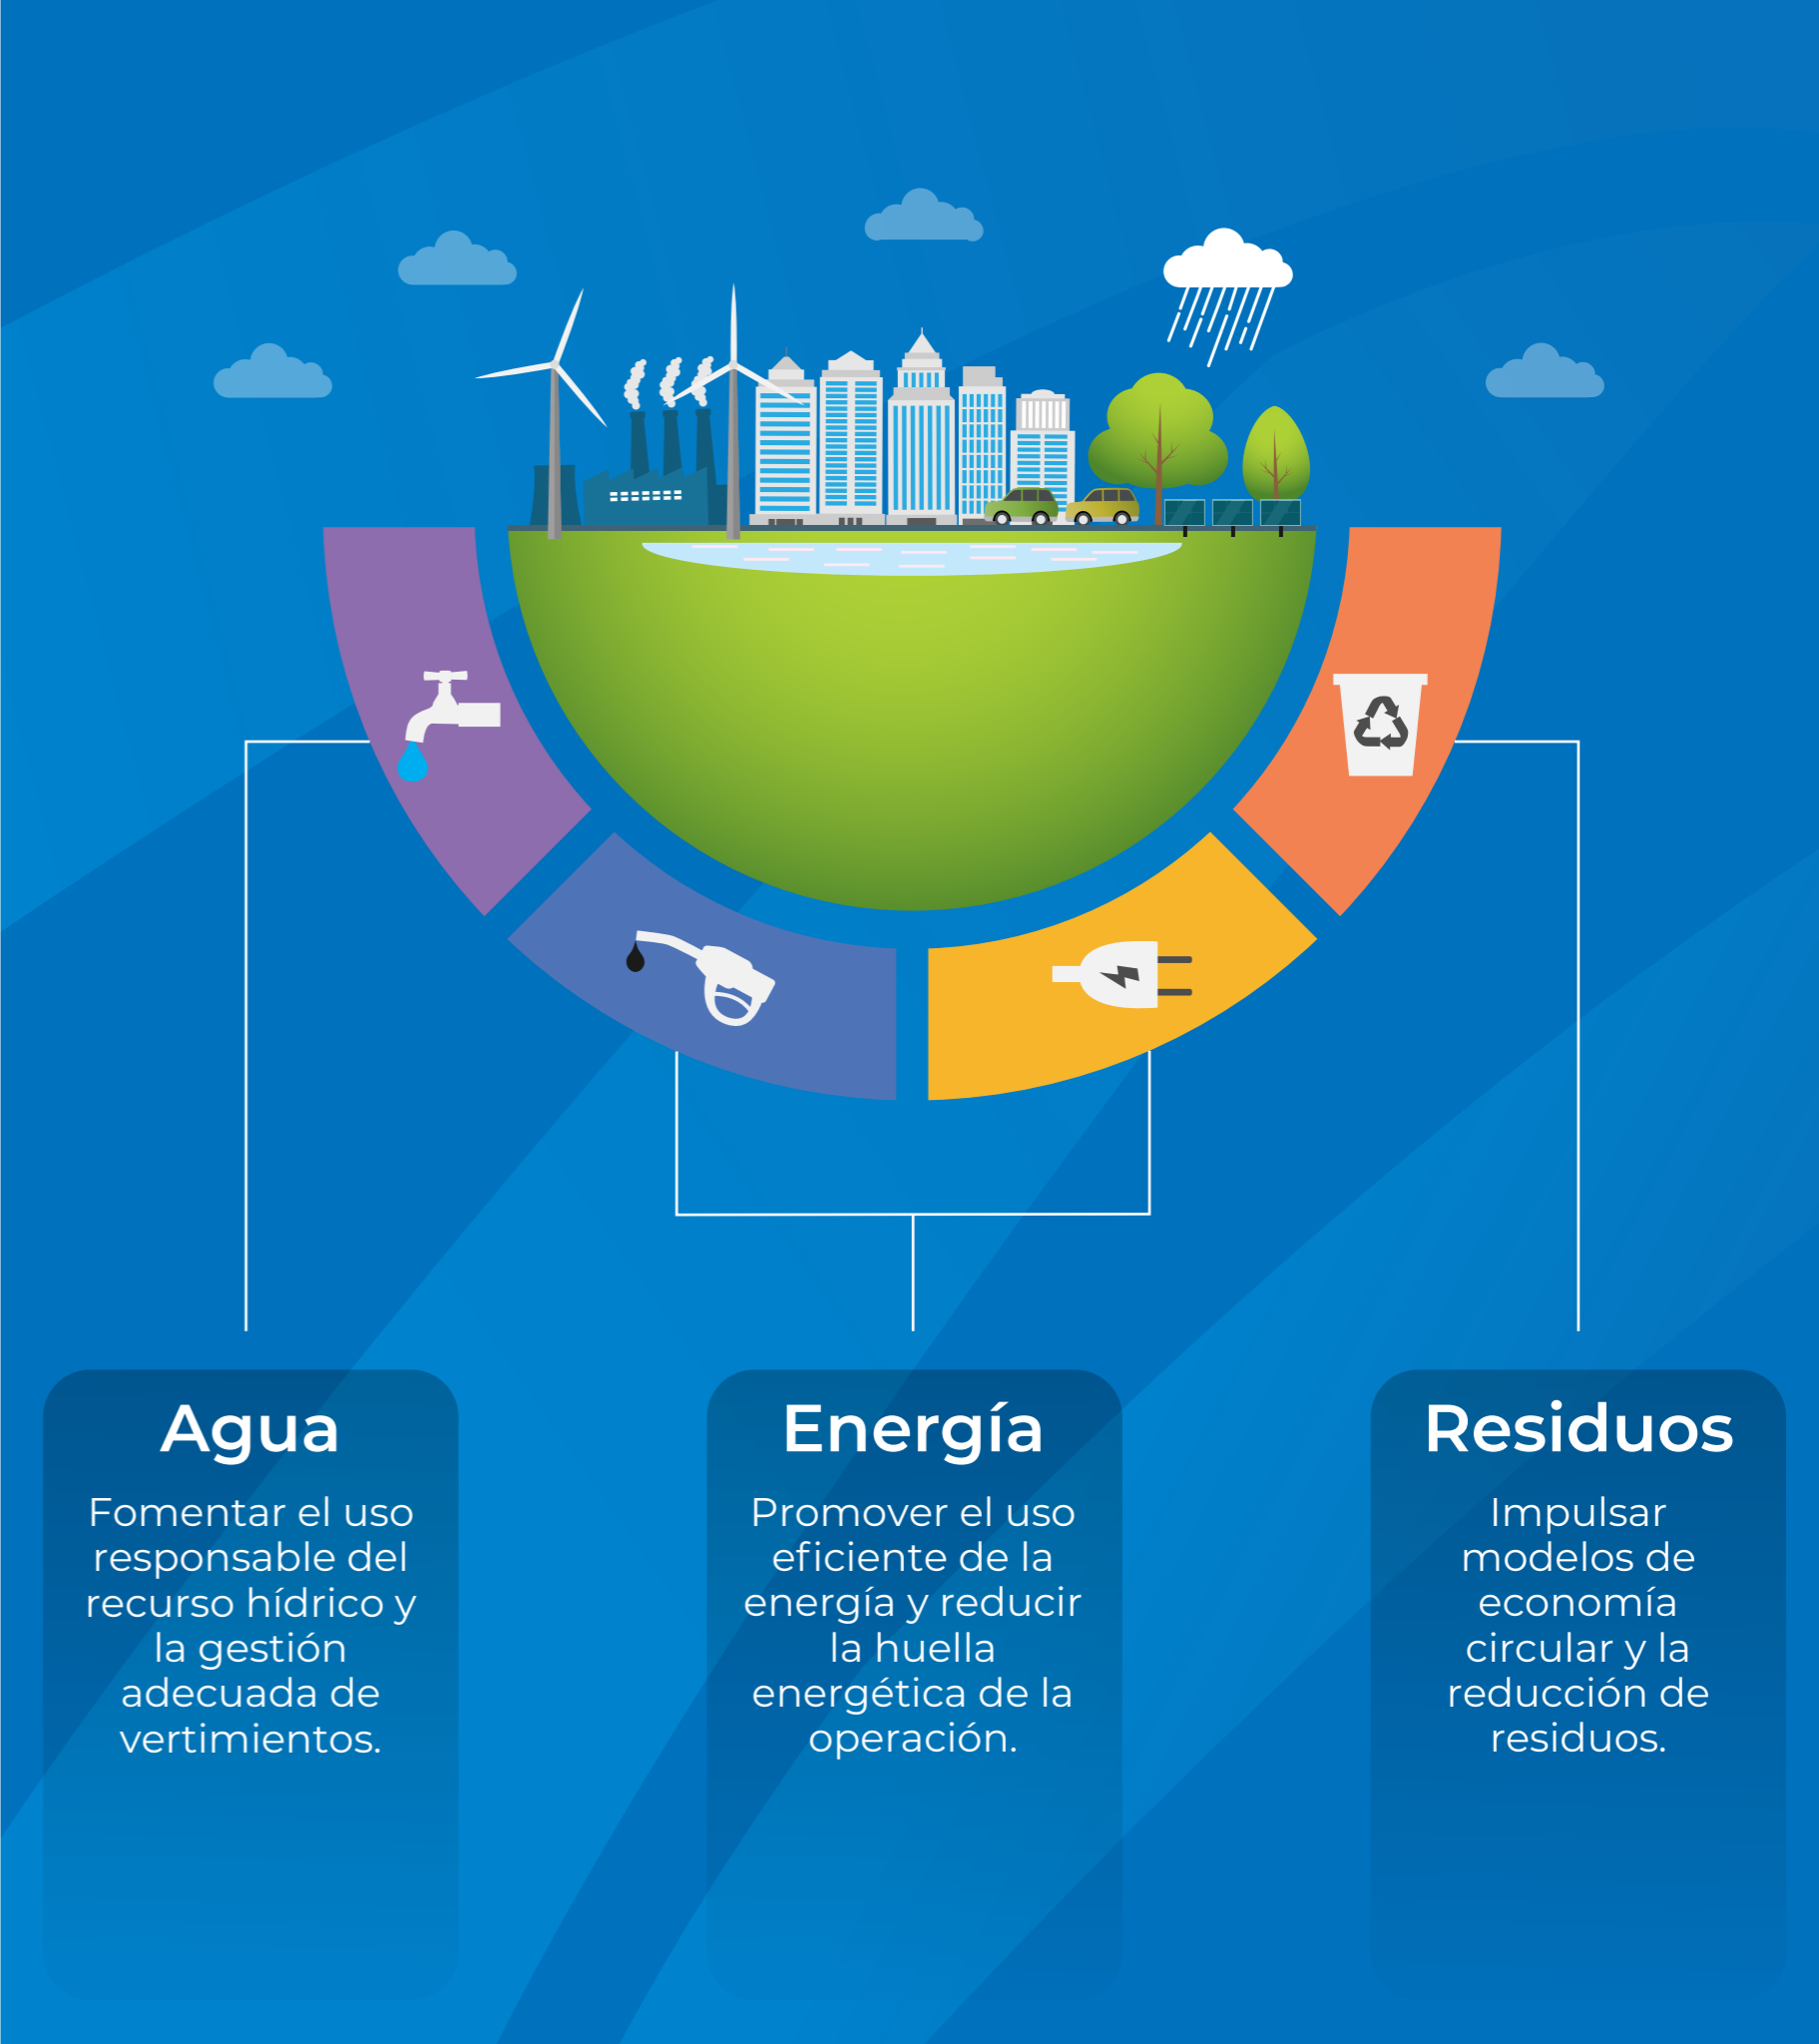 Agua
Fomentar el uso
responsable del
recurso hídrico y
la gestión
adecuada de
vertimientos.
Energía
Promover el uso
eficiente de la
energía y reducir
la huella
energética de la
operación.
Residuos
Impulsar
modelos de
economía
circular y la
reducción de
residuos.